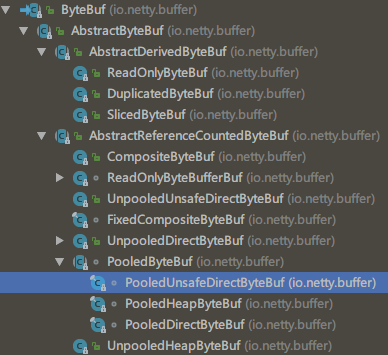 ByteBuf (io.netty.buffer)
AbstractByteBuf (io.netty.buffer)
AbstractDerivedByteBuf (io.netty.buffer)
ReadOnlyByteBuf (io.netty.buffer)
DuplicatedByteBuf (io.netty.buffer)
SlicedByteBuf (io.netty.buffer)
AbstractReferenceCountedByteBuf (io.netty.buffer)
CompositeByteBuf (io.netty.buffer)
ReadOnlyByteBufferBuf (io.netty.buffer)
UnpooledUnsafeDirectByteBuf (io.netty.buffer)
FixedCompositeByteBuf (io.netty.buffer)
UnpooledDirectByteBuf (io.netty.buffer)
PooledByteBuf (io.netty.buffer)
PooledUnsafeDirectByteBuf (io.netty.buffer)
PooledHeapByteBuf (io.netty.buffer)
PooledDirectByteBuf (io.netty.buffer)
UnpooledHeapByteBuf (io.netty.buffer)